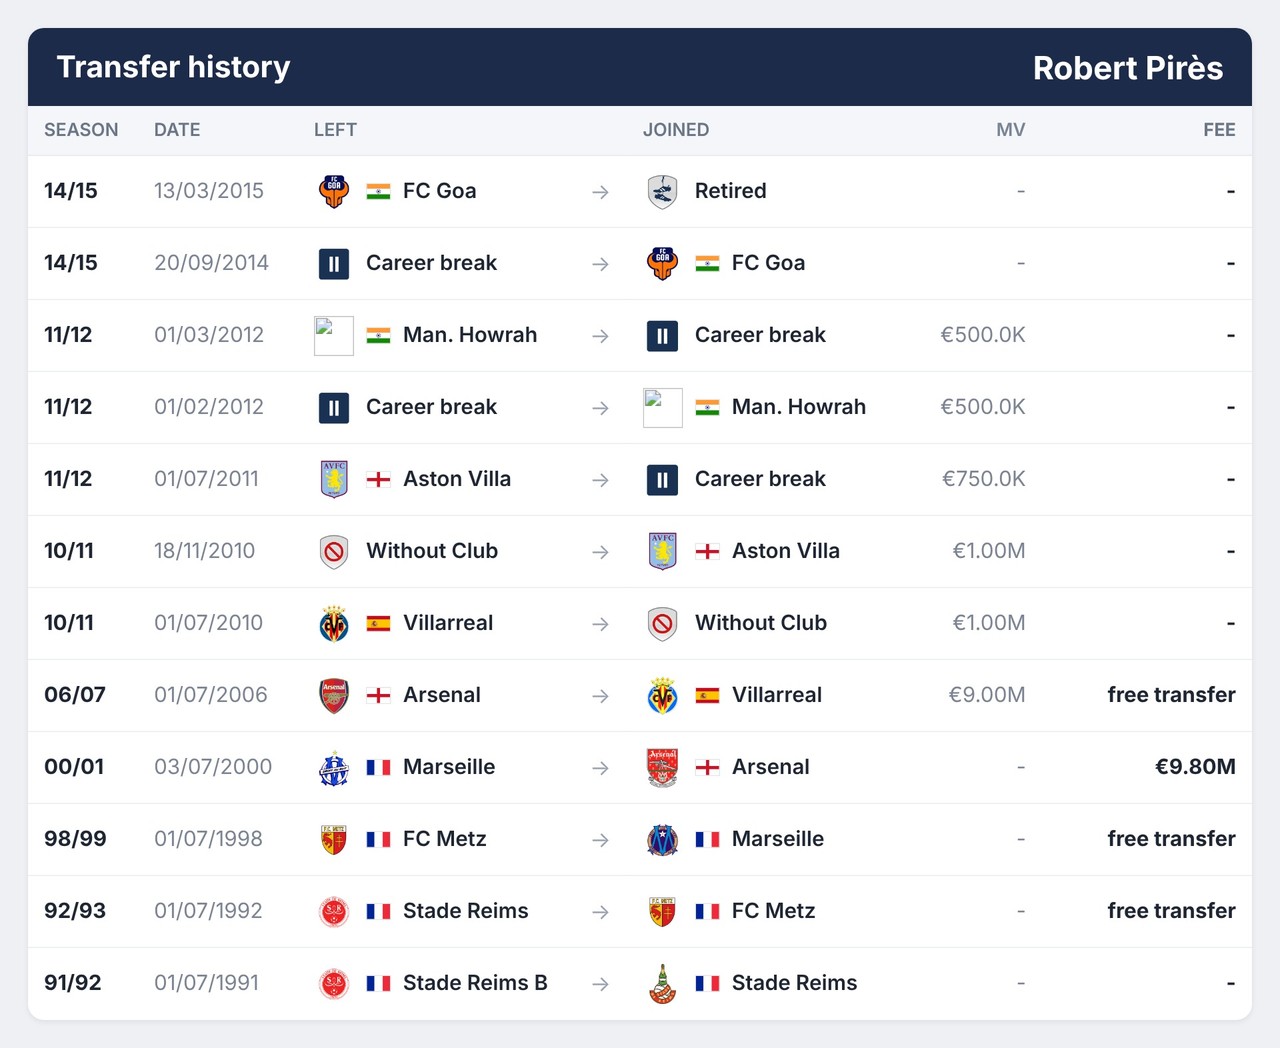 Transfer history Robert Pirès
SEASON DATE LEFT JOINED MV FEE
14/15 13/03/2015 FC Goa → Retired - -
14/15 20/09/2014 Career break → FC Goa - -
11/12 01/03/2012 Man. Howrah → Career break €500.0K -
11/12 01/02/2012 Career break → Man. Howrah €500.0K -
11/12 01/07/2011 Aston Villa → Career break €750.0K -
10/11 18/11/2010 Without Club → Aston Villa €1.00M -
10/11 01/07/2010 Villarreal → Without Club €1.00M -
06/07 01/07/2006 Arsenal → Villarreal €9.00M free transfer
00/01 03/07/2000 Marseille → Arsenal - €9.80M
98/99 01/07/1998 FC Metz → Marseille - free transfer
92/93 01/07/1992 Stade Reims → FC Metz - free transfer
91/92 01/07/1991 Stade Reims B → Stade Reims - -